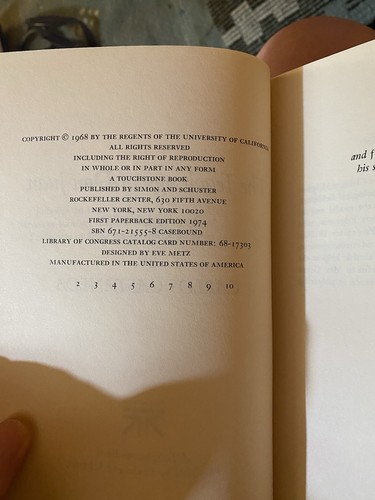 COPYRIGHT © 1968 BY THE REGENTS OF THE UNIVERSITY OF CALIFORNIA
ALL RIGHTS RESERVED
INCLUDING THE RIGHT OF REPRODUCTION
IN WHOLE OR IN PART IN ANY FORM
A TOUCHSTONE BOOK
PUBLISHED BY SIMON AND SCHUSTER
ROCKEFELLER CENTER, 630 FIFTH AVENUE
NEW YORK, NEW YORK 10020
FIRST PAPERBACK EDITION 1974
SBN 671-21555-8 CASEBOUND
LIBRARY OF CONGRESS CATALOG CARD NUMBER: 68-17303
DESIGNED BY EVE METZ
MANUFACTURED IN THE UNITED STATES OF AMERICA
2 3 4 5 6 7 8 9 10
and f
his s